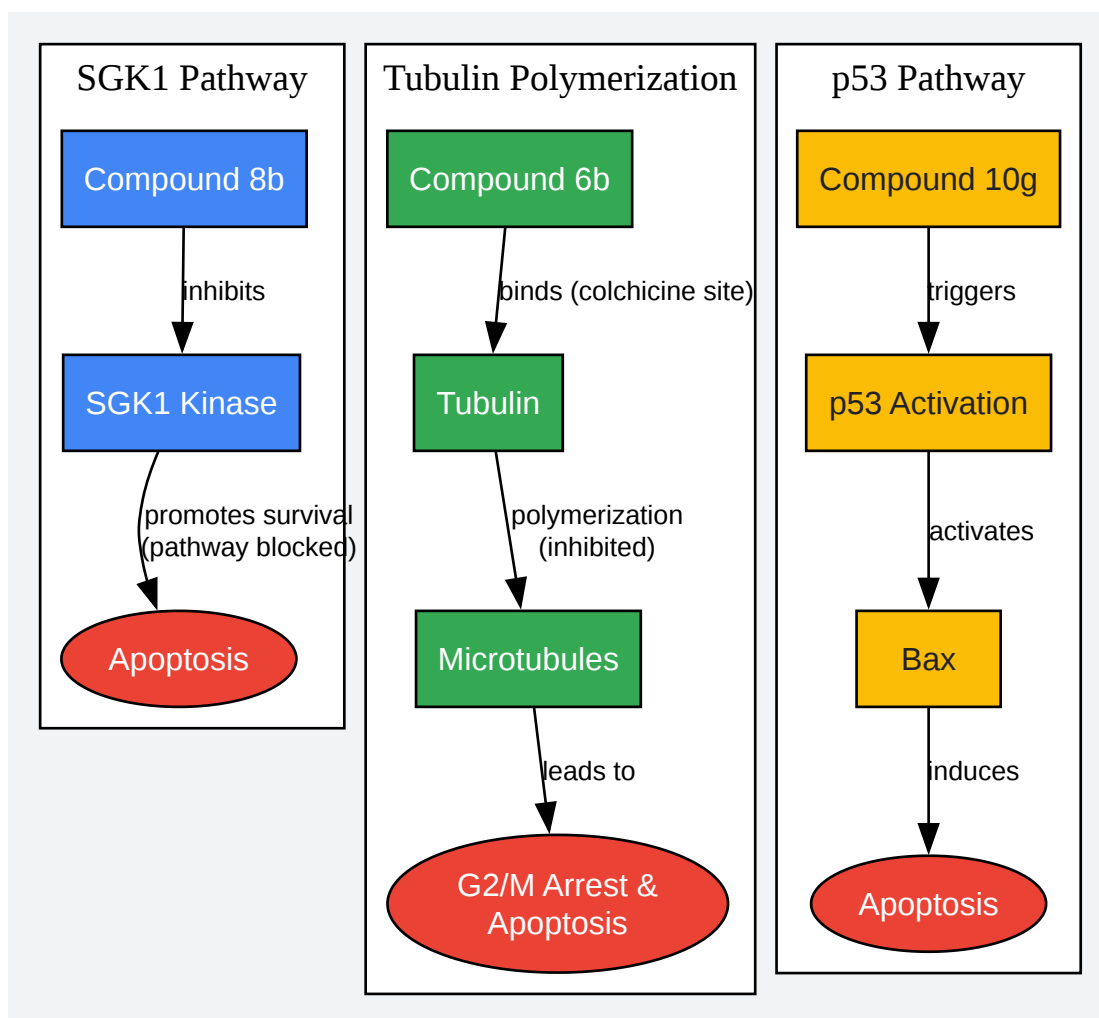 SGK1 Pathway
Compound 8b
inhibits
SGK1 Kinase
promotes survival
(pathway blocked)
Apoptosis
Tubulin Polymerization
Compound 6b
binds (colchicine site)
Tubulin
polymerization
(inhibited)
Microtubules
leads to
G2/M Arrest &
Apoptosis
p53 Pathway
Compound 10g
triggers
p53 Activation
activates
Bax
induces
Apoptosis